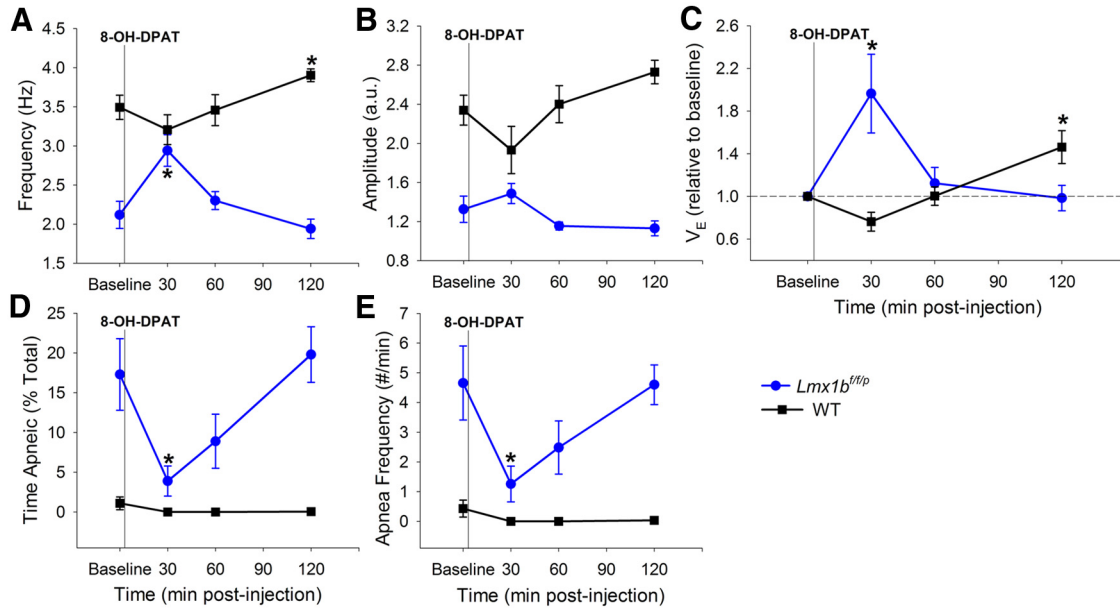 A
8-OH-DPAT
Frequency (Hz)
4.5
4.0
3.5
3.0
2.5
2.0
1.5
*
*
Baseline 30 60 90 120
B
8-OH-DPAT
Amplitude (a.u.)
3.2
2.8
2.4
2.0
1.6
1.2
0.8
Baseline 30 60 90 120
C
8-OH-DPAT
VE (relative to baseline)
2.6
2.2
1.8
1.4
1.0
0.6
*
*
Baseline 30 60 90 120
Time (min post-injection)
D
8-OH-DPAT
Time Apneic (% Total)
25
20
15
10
5
0
*
Baseline 30 60 90 120
Time (min post-injection)
E
8-OH-DPAT
Apnea Frequency (#/min)
7
6
5
4
3
2
1
0
*
Baseline 30 60 90 120
Time (min post-injection)
Lmx1bf/f/p
WT